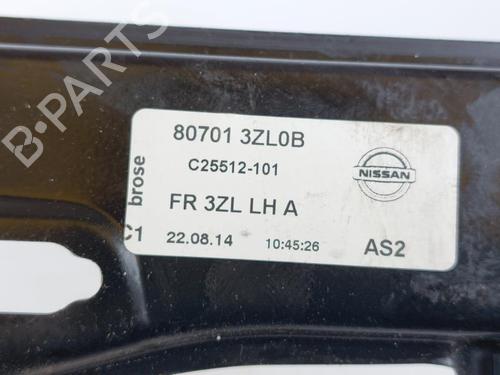 B-PARTS
80701 3ZL0B
C25512-101
NISSAN
FR 3ZL LH A
22.08.14 10:45:26 AS2
brose
C1